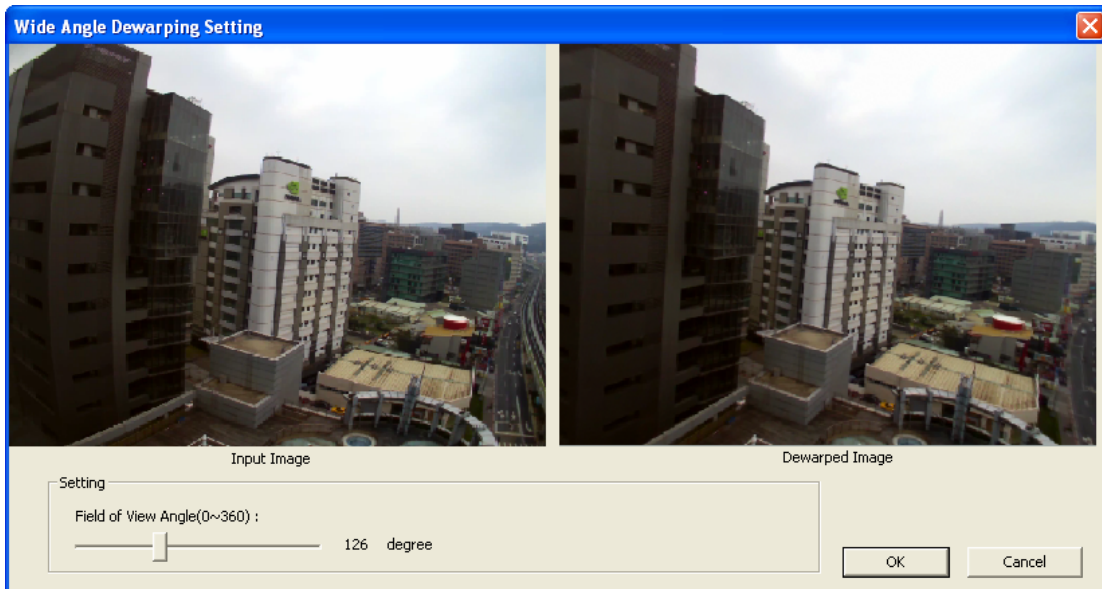 Wide Angle Dewarping Setting
Input Image
Dewarped Image
Setting
Field of View Angle(0~360) :
126 degree
OK
Cancel